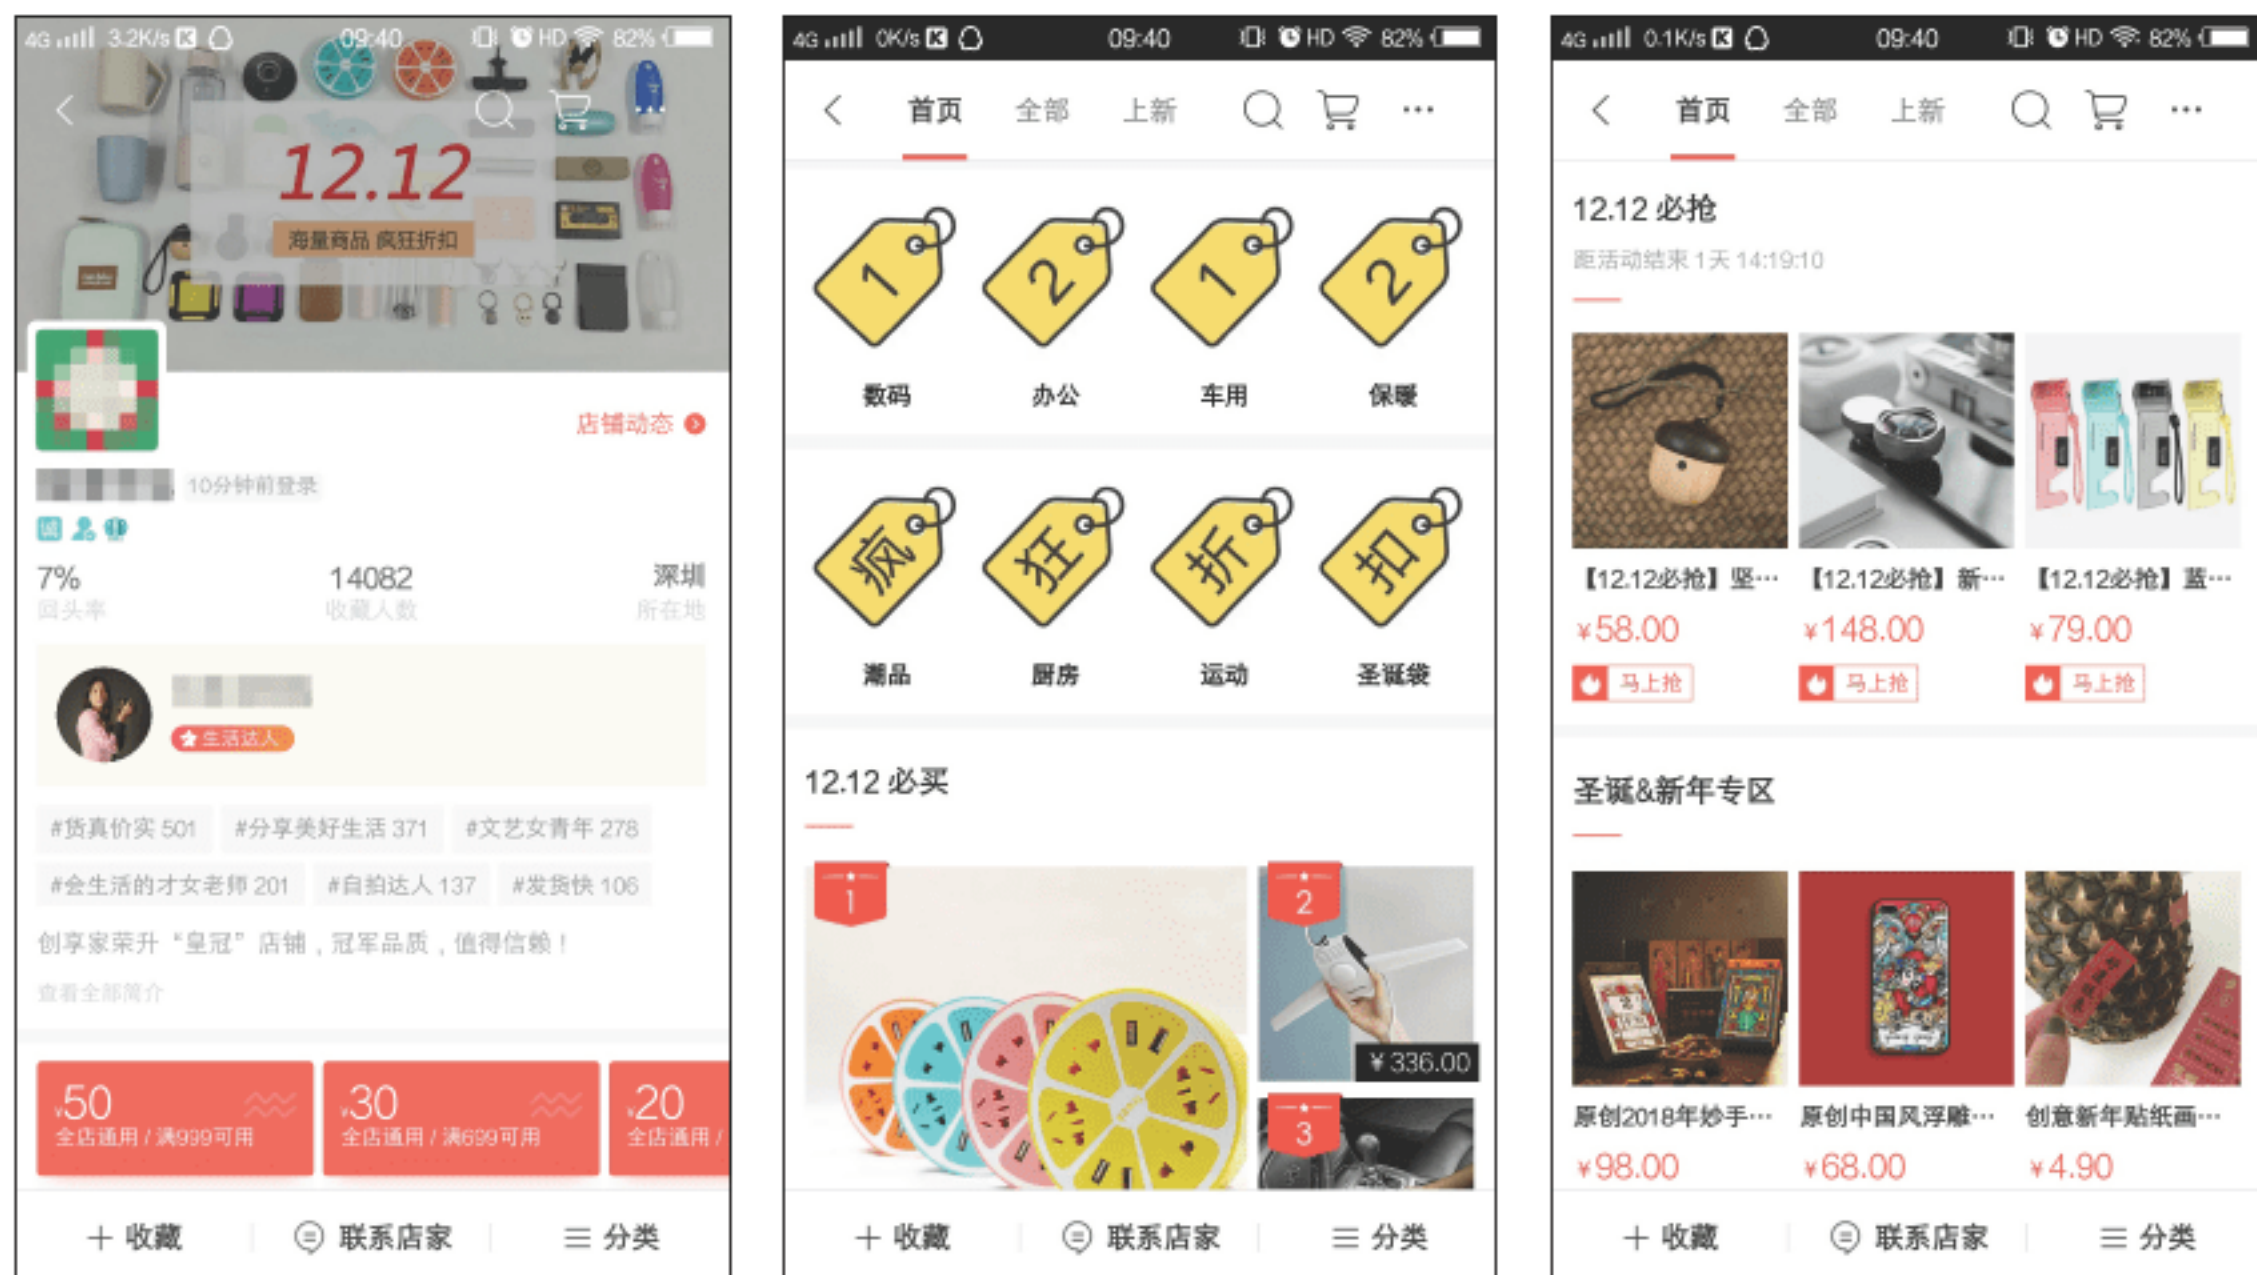 4G 3.2K/s 09:40 HD 82%
12.12
海量商品 疯狂折扣
店铺动态
10分钟前登录
7% 14082 深圳
回头率 收藏人数 所在地
生活达人
#货真价实 501 #分享美好生活 371 #文艺女青年 278
#会生活的才女老师 201 #自拍达人 137 #发货快 106
创享家荣升“皇冠”店铺，冠军品质，值得信赖！
查看全部简介
¥50 ¥30 ¥20
全店通用 / 满999可用 全店通用 / 满699可用 全店通用 /
收藏 联系店家 分类
4G 0K/s 09:40 HD 82%
首页 全部 上新
1 2 1 2
数码 办公 车用 保暖
疯 狂 折 扣
潮品 厨房 运动 圣诞袋
12.12 必买
1 2
¥ 336.00
3
收藏 联系店家 分类
4G 0.1K/s 09:40 HD 82%
首页 全部 上新
12.12 必抢
距活动结束 1天 14:19:10
【12.12必抢】坚… 【12.12必抢】新… 【12.12必抢】蓝…
¥58.00 ¥148.00 ¥79.00
马上抢 马上抢 马上抢
圣诞&新年专区
原创2018年妙手… 原创中国风浮雕… 创意新年贴纸画…
¥98.00 ¥68.00 ¥4.90
收藏 联系店家 分类